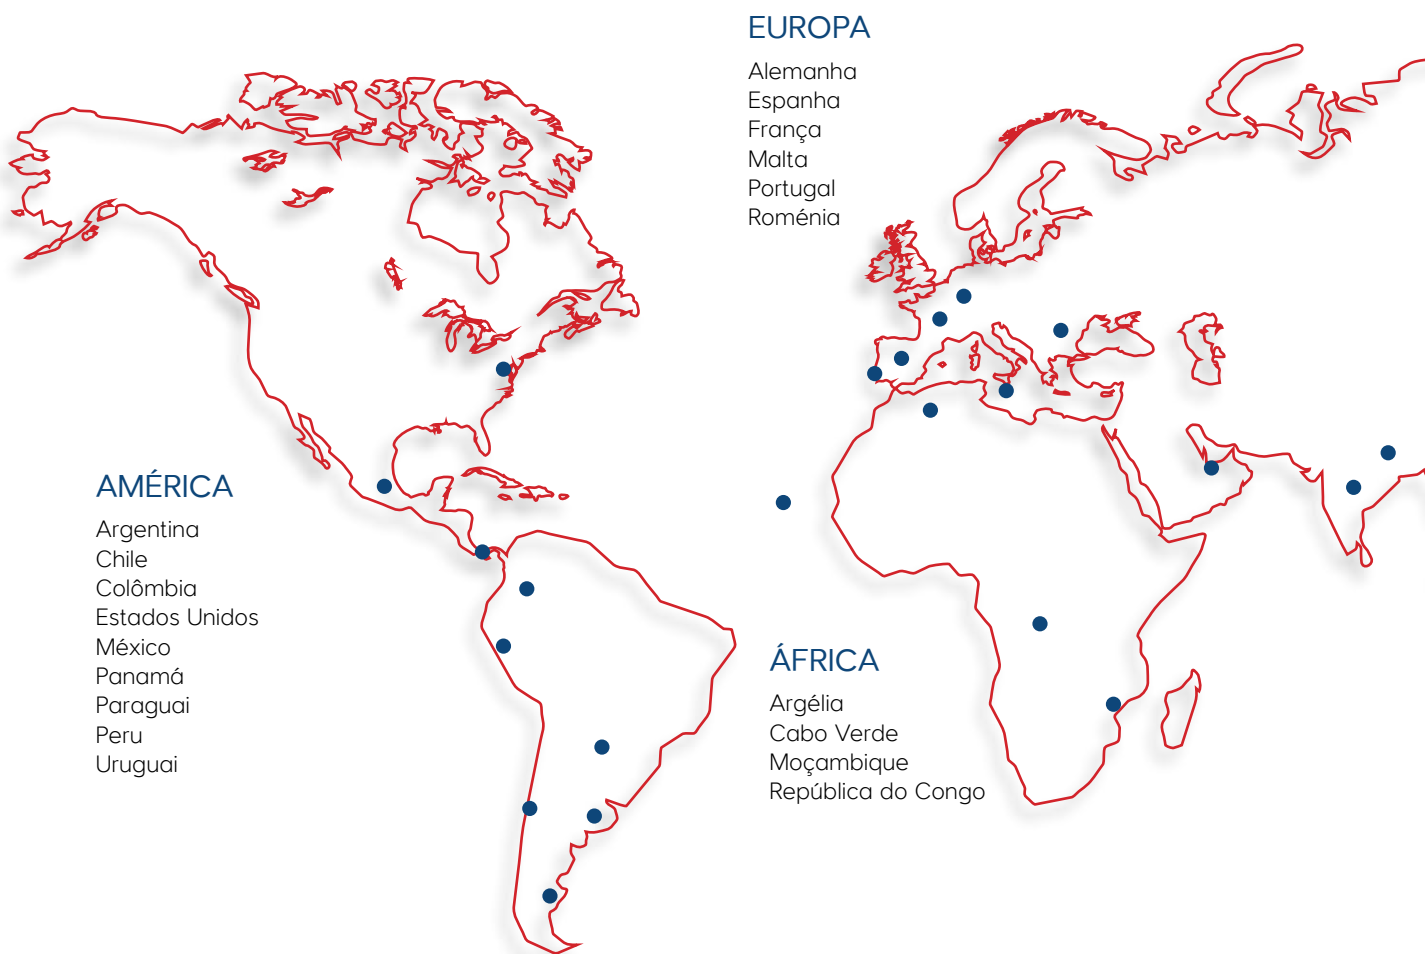 EUROPA
Alemanha
Espanha
França
Malta
Portugal
Roménia
AMÉRICA
Argentina
Chile
Colômbia
Estados Unidos
México
Panamá
Paraguai
Peru
Uruguai
ÁFRICA
Argélia
Cabo Verde
Moçambique
República do Congo